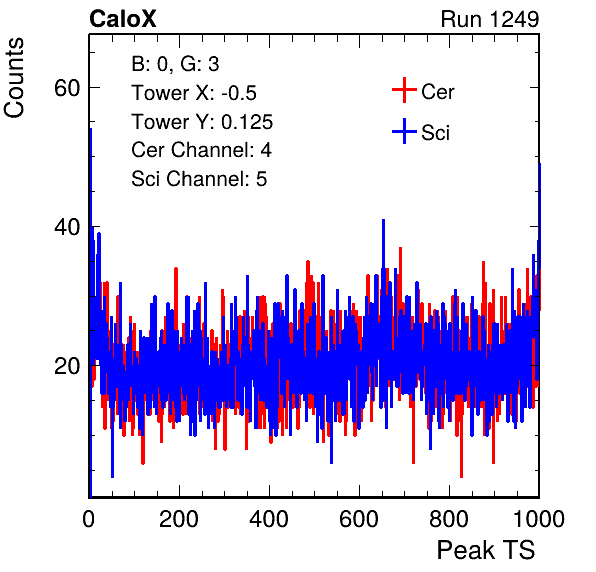 CaloX Run 1249
Counts
B: 0, G: 3
Tower X: -0.5
Tower Y: 0.125
Cer Channel: 4
Sci Channel: 5
Cer
Sci
60
40
20
0 200 400 600 800 1000
Peak TS